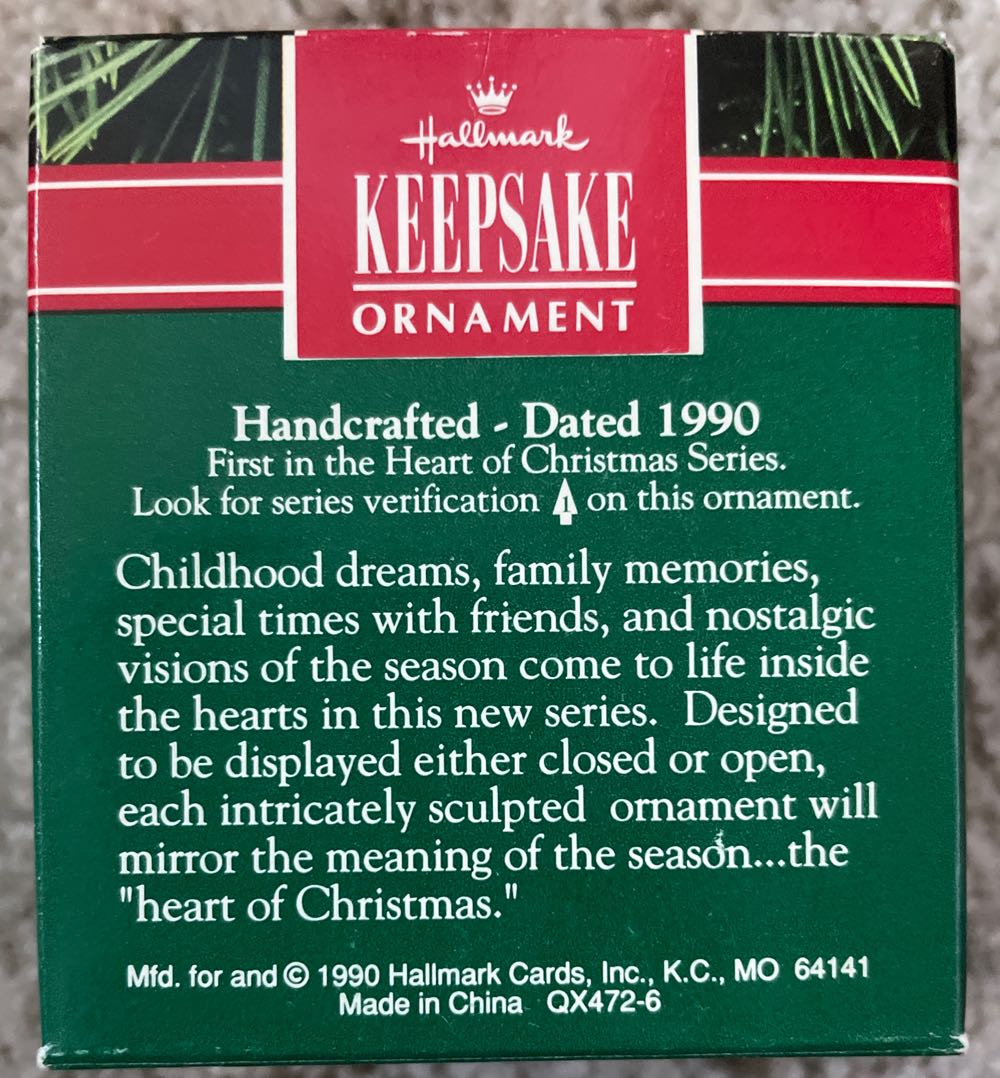 Hallmark
KEEPSAKE
ORNAMENT
Handcrafted - Dated 1990
First in the Heart of Christmas Series.
Look for series verification 1 on this ornament.
Childhood dreams, family memories,
special times with friends, and nostalgic
visions of the season come to life inside
the hearts in this new series. Designed
to be displayed either closed or open,
each intricately sculpted ornament will
mirror the meaning of the season...the
"heart of Christmas."
Mfd. for and © 1990 Hallmark Cards, Inc., K.C., MO 64141
Made in China QX472-6